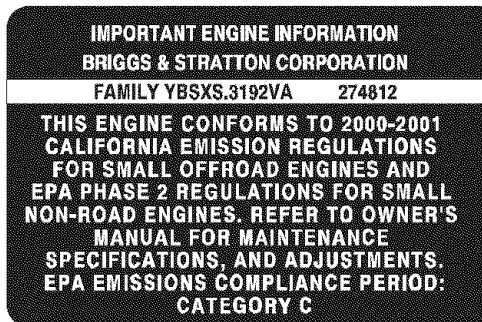 IMPORTANT ENGINE INFORMATION
BRIGGS & STRATTON CORPORATION
FAMILY YBSXS.3192VA 274812
THIS ENGINE CONFORMS TO 2000-2001
CALIFORNIA EMISSION REGULATIONS
FOR SMALL OFFROAD ENGINES AND
EPA PHASE 2 REGULATIONS FOR SMALL
NON-ROAD ENGINES. REFER TO OWNER'S
MANUAL FOR MAINTENANCE
SPECIFICATIONS, AND ADJUSTMENTS.
EPA EMISSIONS COMPLIANCE PERIOD:
CATEGORY C